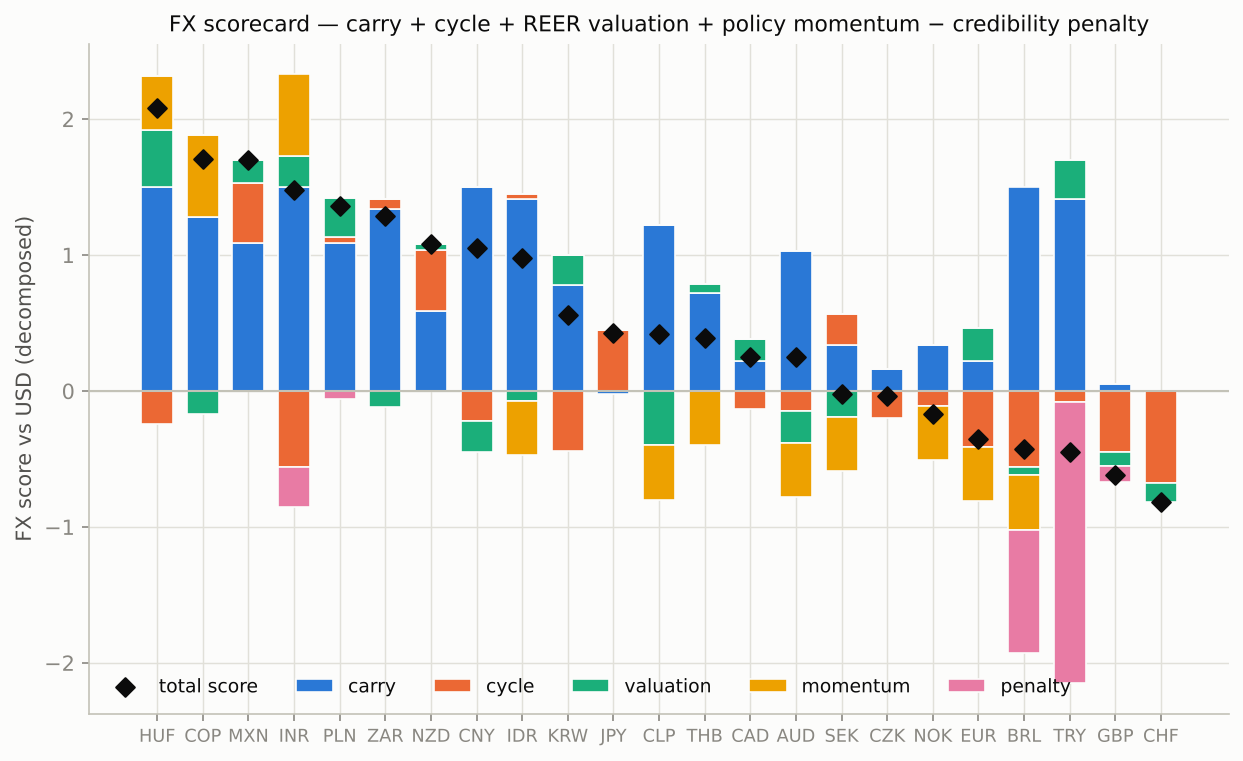 FX scorecard — carry + cycle + REER valuation + policy momentum − credibility penalty
FX score vs USD (decomposed)
2
1
0
−1
−2
total score carry cycle valuation momentum penalty
HUF COP MXN INR PLN ZAR NZD CNY IDR KRW JPY CLP THB CAD AUD SEK CZK NOK EUR BRL TRY GBP CHF